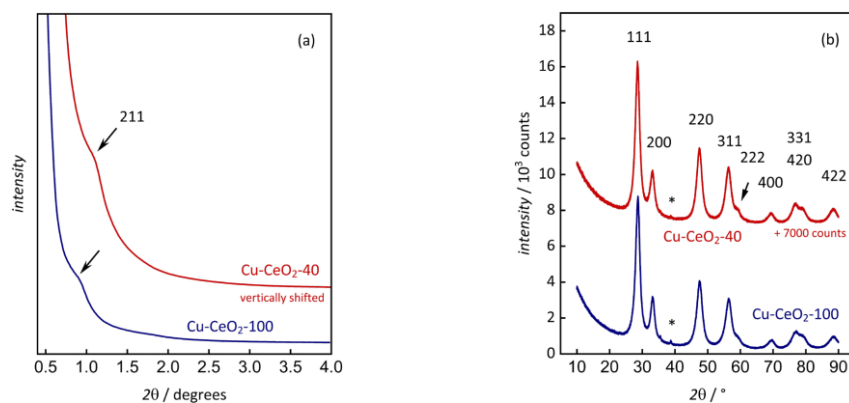 (a)
211
intensity
Cu-CeO₂-40
vertically shifted
Cu-CeO₂-100
0.5 1.0 1.5 2.0 2.5 3.0 3.5 4.0
2θ / degrees
(b)
111
18
16
14
12
10
8
6
4
2
0
intensity / 10³ counts
200
220
311
222
400
331
420
422
*
Cu-CeO₂-40
+ 7000 counts
*
Cu-CeO₂-100
10 20 30 40 50 60 70 80 90
2θ / °